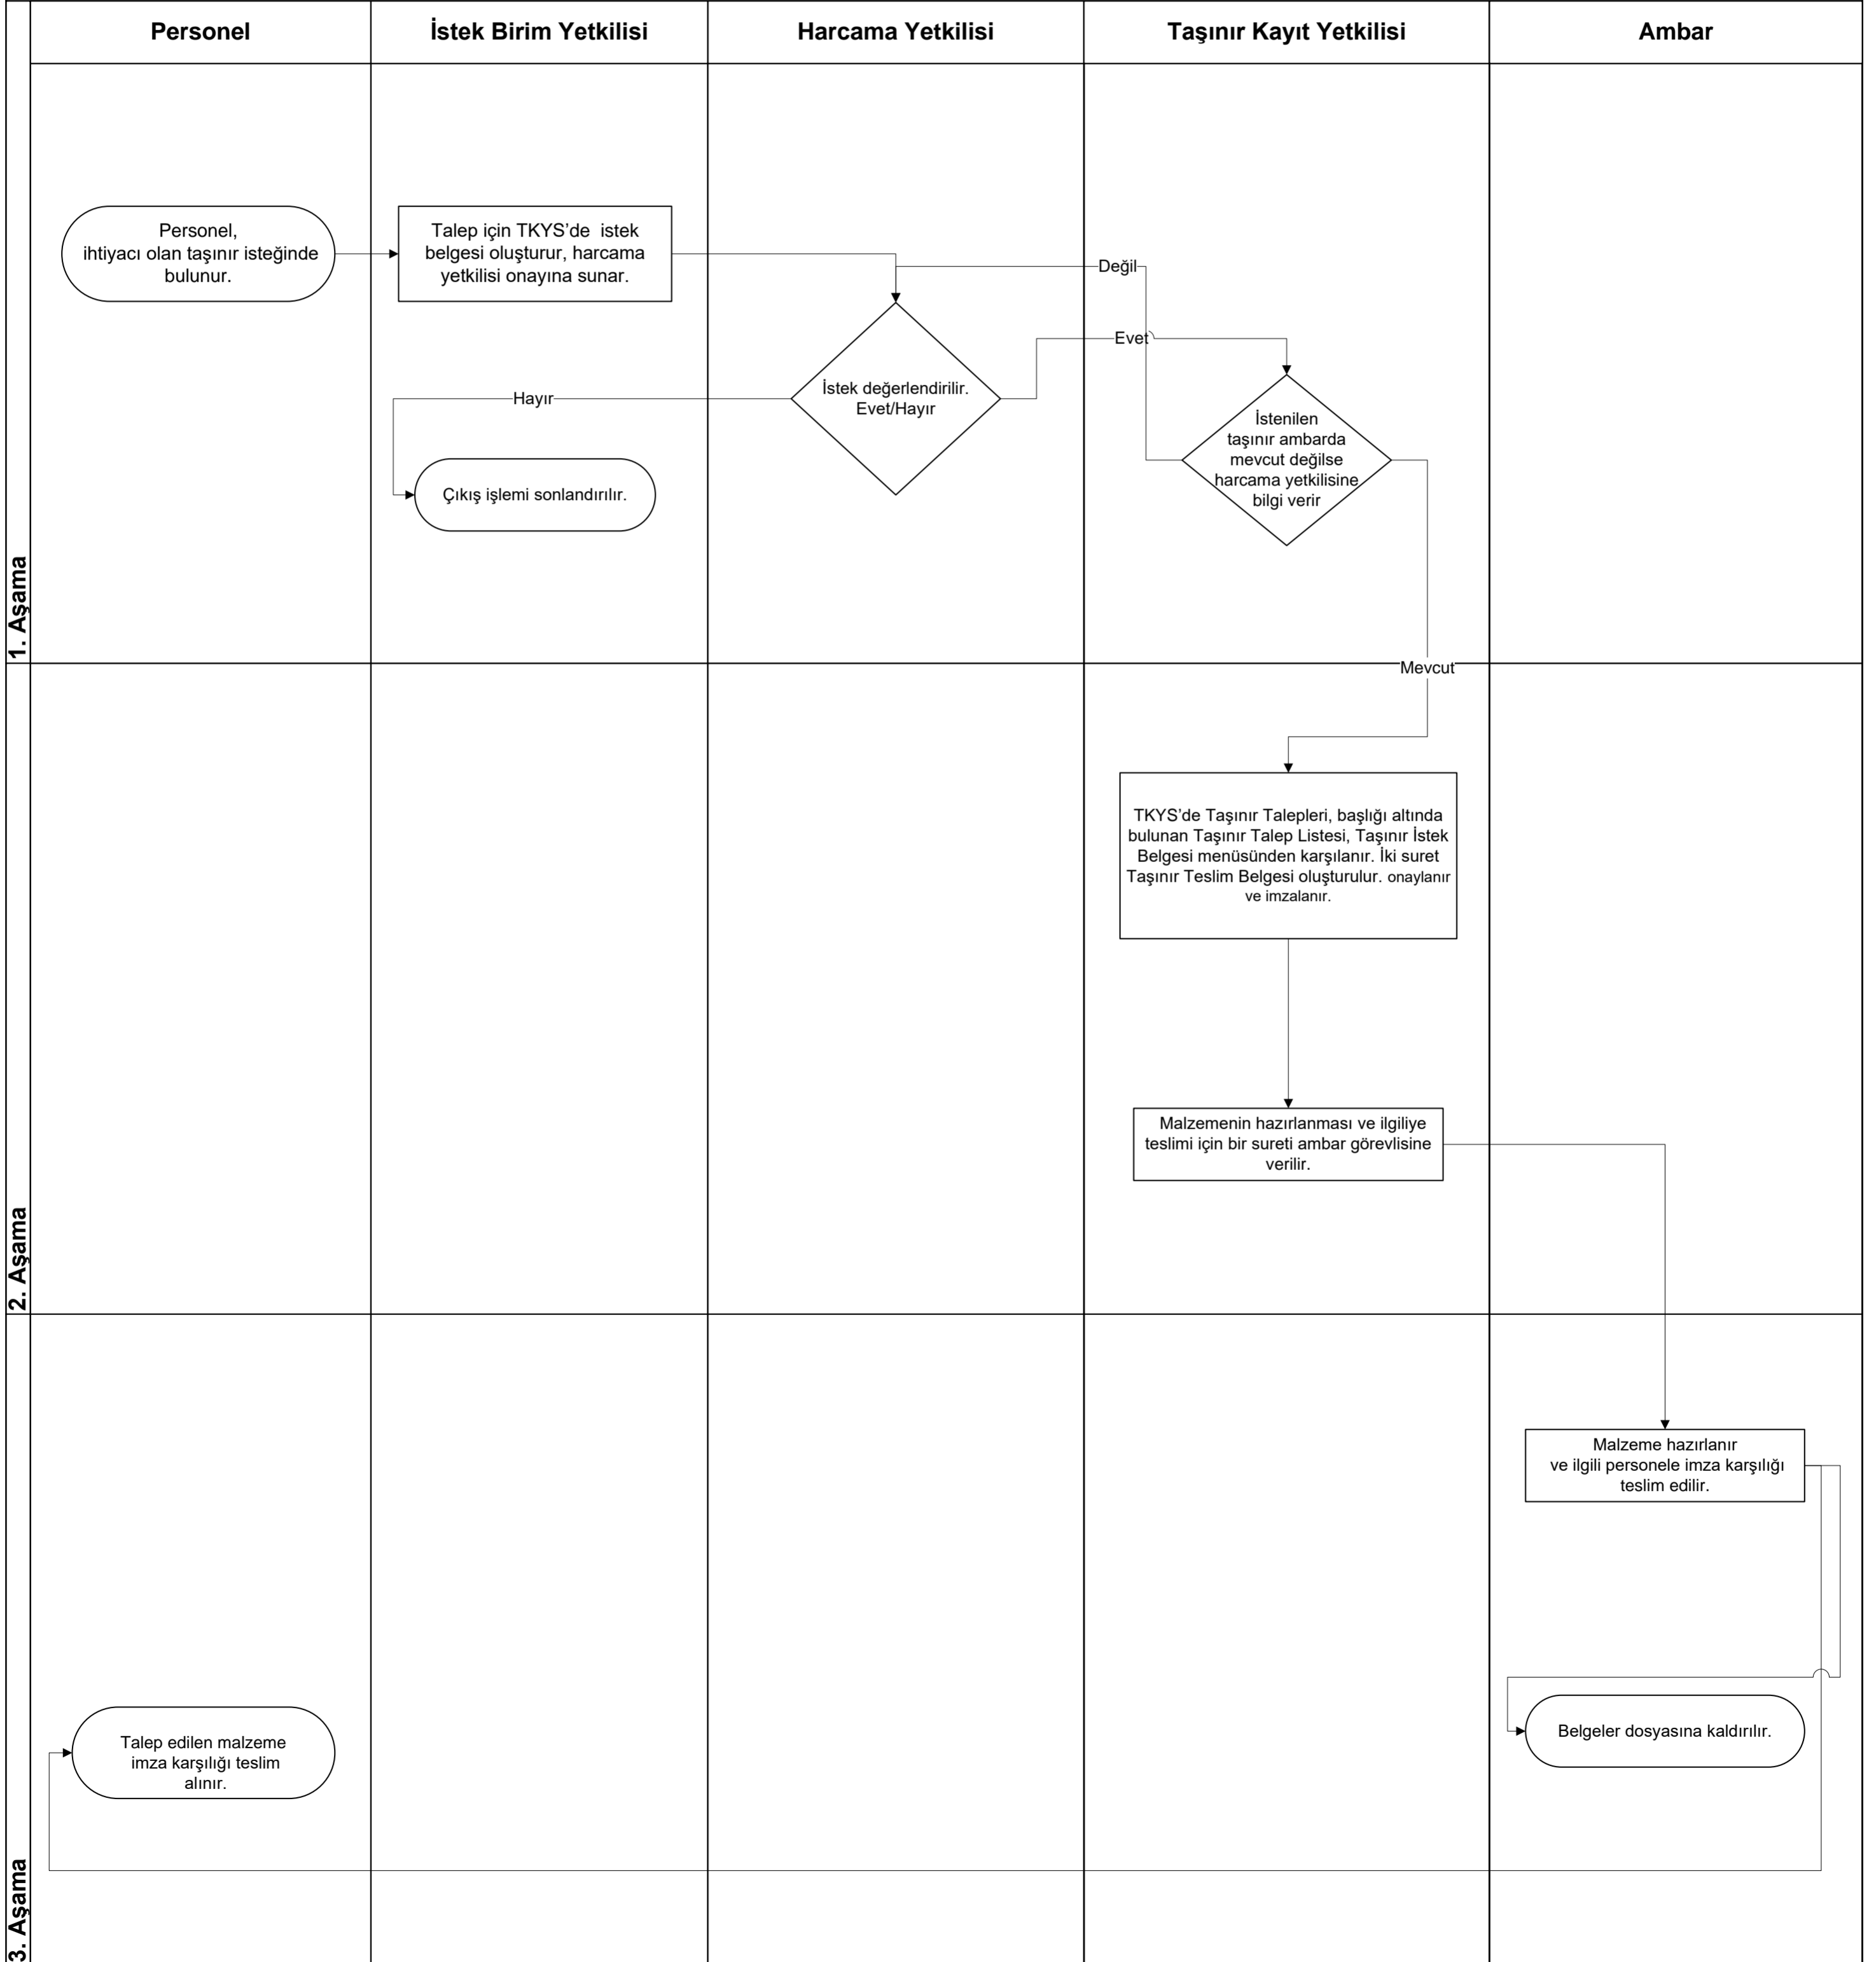 Personel
İstek Birim Yetkilisi
Harcama Yetkilisi
Taşınır Kayıt Yetkilisi
Ambar
1. Aşama
Personel,
ihtiyacı olan taşınır isteğinde
bulunur.
Talep için TKYS’de istek
belgesi oluşturur, harcama
yetkilisi onayına sunar.
Değil
Evet
İstek değerlendirilir.
Evet/Hayır
Hayır
İstenilen
taşınır ambarda
mevcut değilse
harcama yetkilisine
bilgi verir
Çıkış işlemi sonlandırılır.
Mevcut
2. Aşama
TKYS’de Taşınır Talepleri, başlığı altında
bulunan Taşınır Talep Listesi, Taşınır İstek
Belgesi menüsünden karşılanır. İki suret
Taşınır Teslim Belgesi oluşturulur. onaylanır
ve imzalanır.
Malzemenin hazırlanması ve ilgiliye
teslimi için bir sureti ambar görevlisine
verilir.
3. Aşama
Malzeme hazırlanır
ve ilgili personele imza karşılığı
teslim edilir.
Belgeler dosyasına kaldırılır.
Talep edilen malzeme
imza karşılığı teslim
alınır.